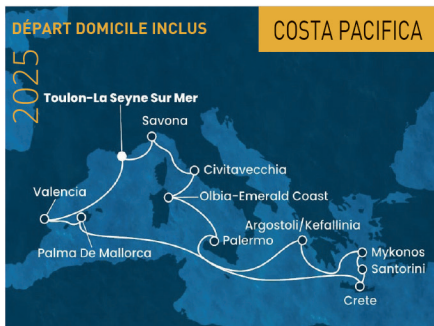 DÉPART DOMICILE INCLUS
COSTA PACIFICA
2025
Toulon-La Seyne Sur Mer
Savona
Civitavecchia
Olbia-Emerald Coast
Valencia
Argostoli/Kefallinia
Palermo
Palma De Mallorca
Mykonos
Santorini
Crete